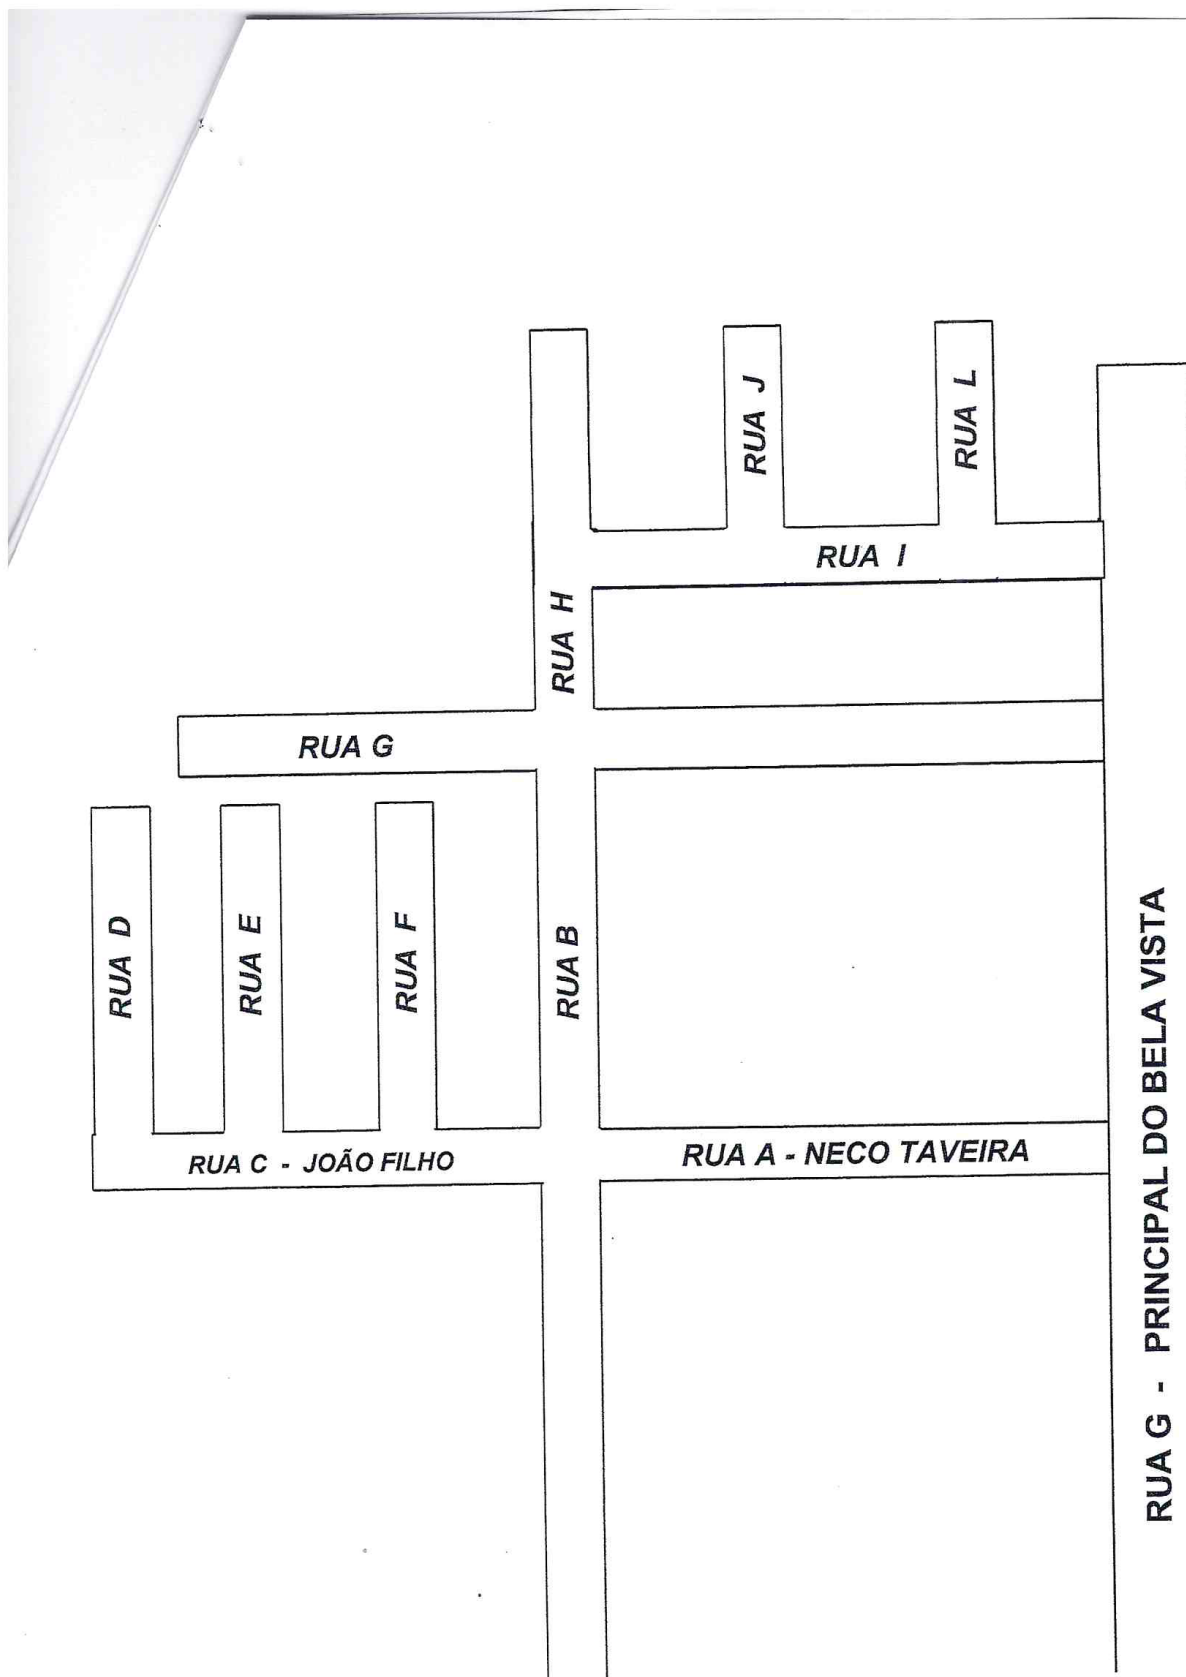 RUA J
RUA L
RUA I
RUA H
RUA G
RUA D
RUA E
RUA F
RUA B
RUA C - JOÃO FILHO
RUA A - NECO TAVEIRA
RUA G - PRINCIPAL DO BELA VISTA